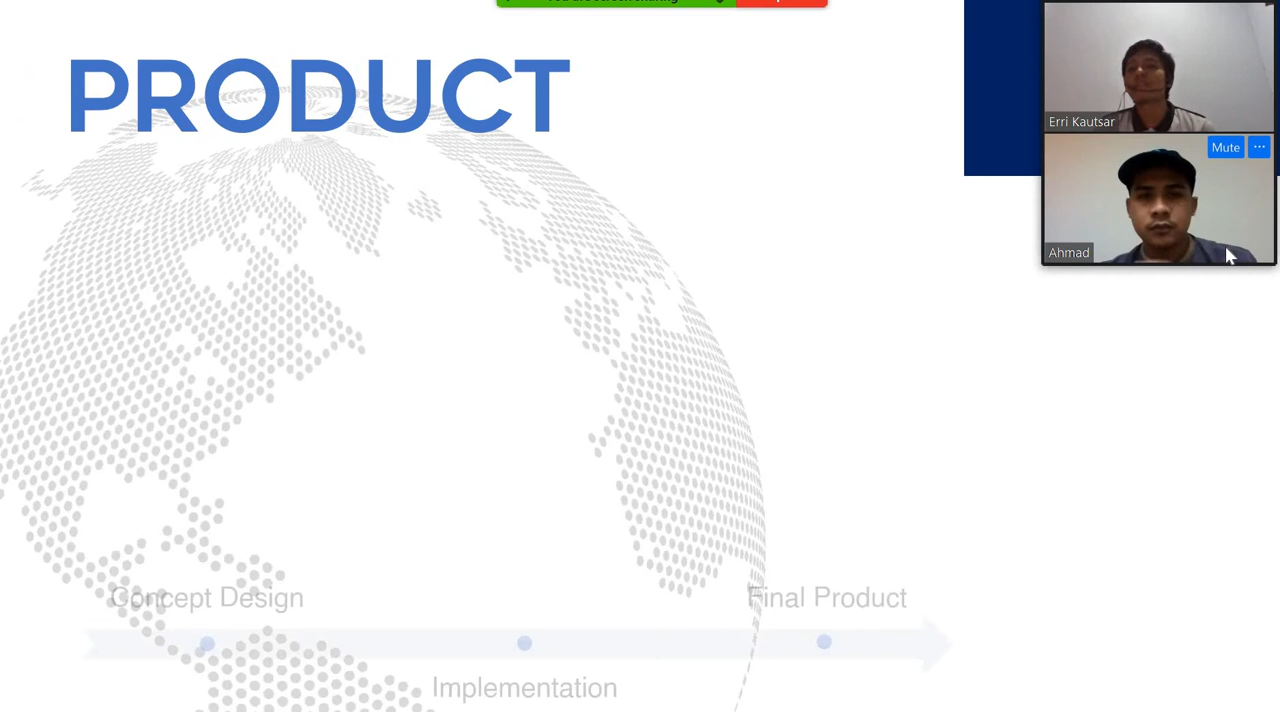 PRODUCT
Erri Kautsar
Mute
Ahmad
Concept Design
Final Product
Implementation